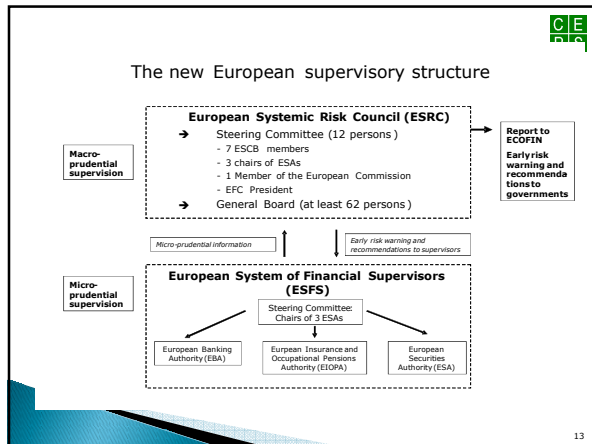 C E
P S
The new European supervisory structure
European Systemic Risk Council (ESRC)
➔ Steering Committee (12 persons)
- 7 ESCB members
- 3 chairs of ESAs
- 1 Member of the European Commission
- EFC President
➔ General Board (at least 62 persons)
Macro-
prudential
supervision
Report to
ECOFIN
Early risk
warning and
recommenda
tions to
governments
Micro-prudential information
Early risk warning and
recommendations to supervisors
Micro-
prudential
supervision
European System of Financial Supervisors
(ESFS)
Steering Committee:
Chairs of 3 ESAs
European Banking
Authority (EBA)
Eurpean Insurance and
Occupational Pensions
Authority (EIOPA)
European
Securities
Authority (ESA)
13